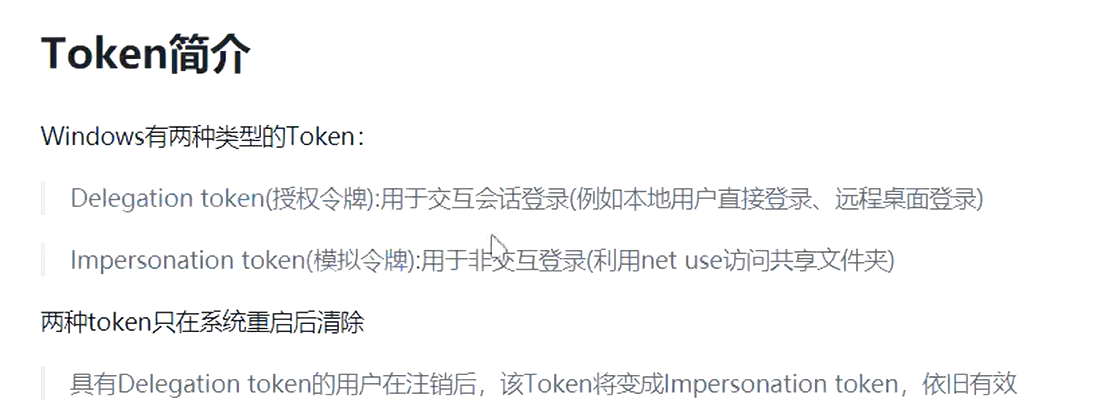 Token简介
Windows有两种类型的Token：
Delegation token(授权令牌):用于交互会话登录(例如本地用户直接登录、远程桌面登录)
Impersonation token(模拟令牌):用于非交互登录(利用net use访问共享文件夹)
两种token只在系统重启后清除
具有Delegation token的用户在注销后，该Token将变成Impersonation token，依旧有效